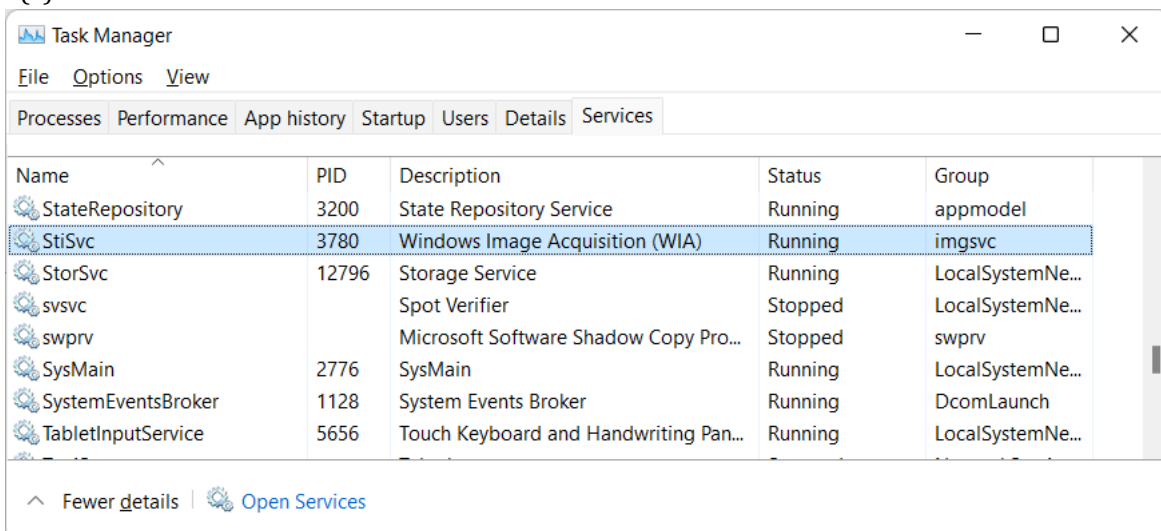 Task Manager
File Options View
Processes Performance App history Startup Users Details Services
Name PID Description Status Group
StateRepository 3200 State Repository Service Running appmodel
StiSvc 3780 Windows Image Acquisition (WIA) Running imgsvc
StorSvc 12796 Storage Service Running LocalSystemNe...
svsvc Spot Verifier Stopped LocalSystemNe...
swprv Microsoft Software Shadow Copy Pro... Stopped swprv
SysMain 2776 SysMain Running LocalSystemNe...
SystemEventsBroker 1128 System Events Broker Running DcomLaunch
TabletInputService 5656 Touch Keyboard and Handwriting Pan... Running LocalSystemNe...
Fewer details Open Services